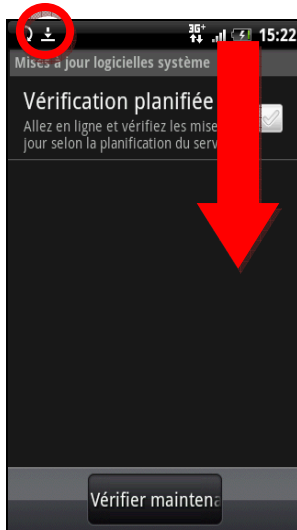 3G+ 15:22
Mises à jour logicielles système
Vérification planifiée
Allez en ligne et vérifiez les mise
jour selon la planification du serv
Vérifier maintena